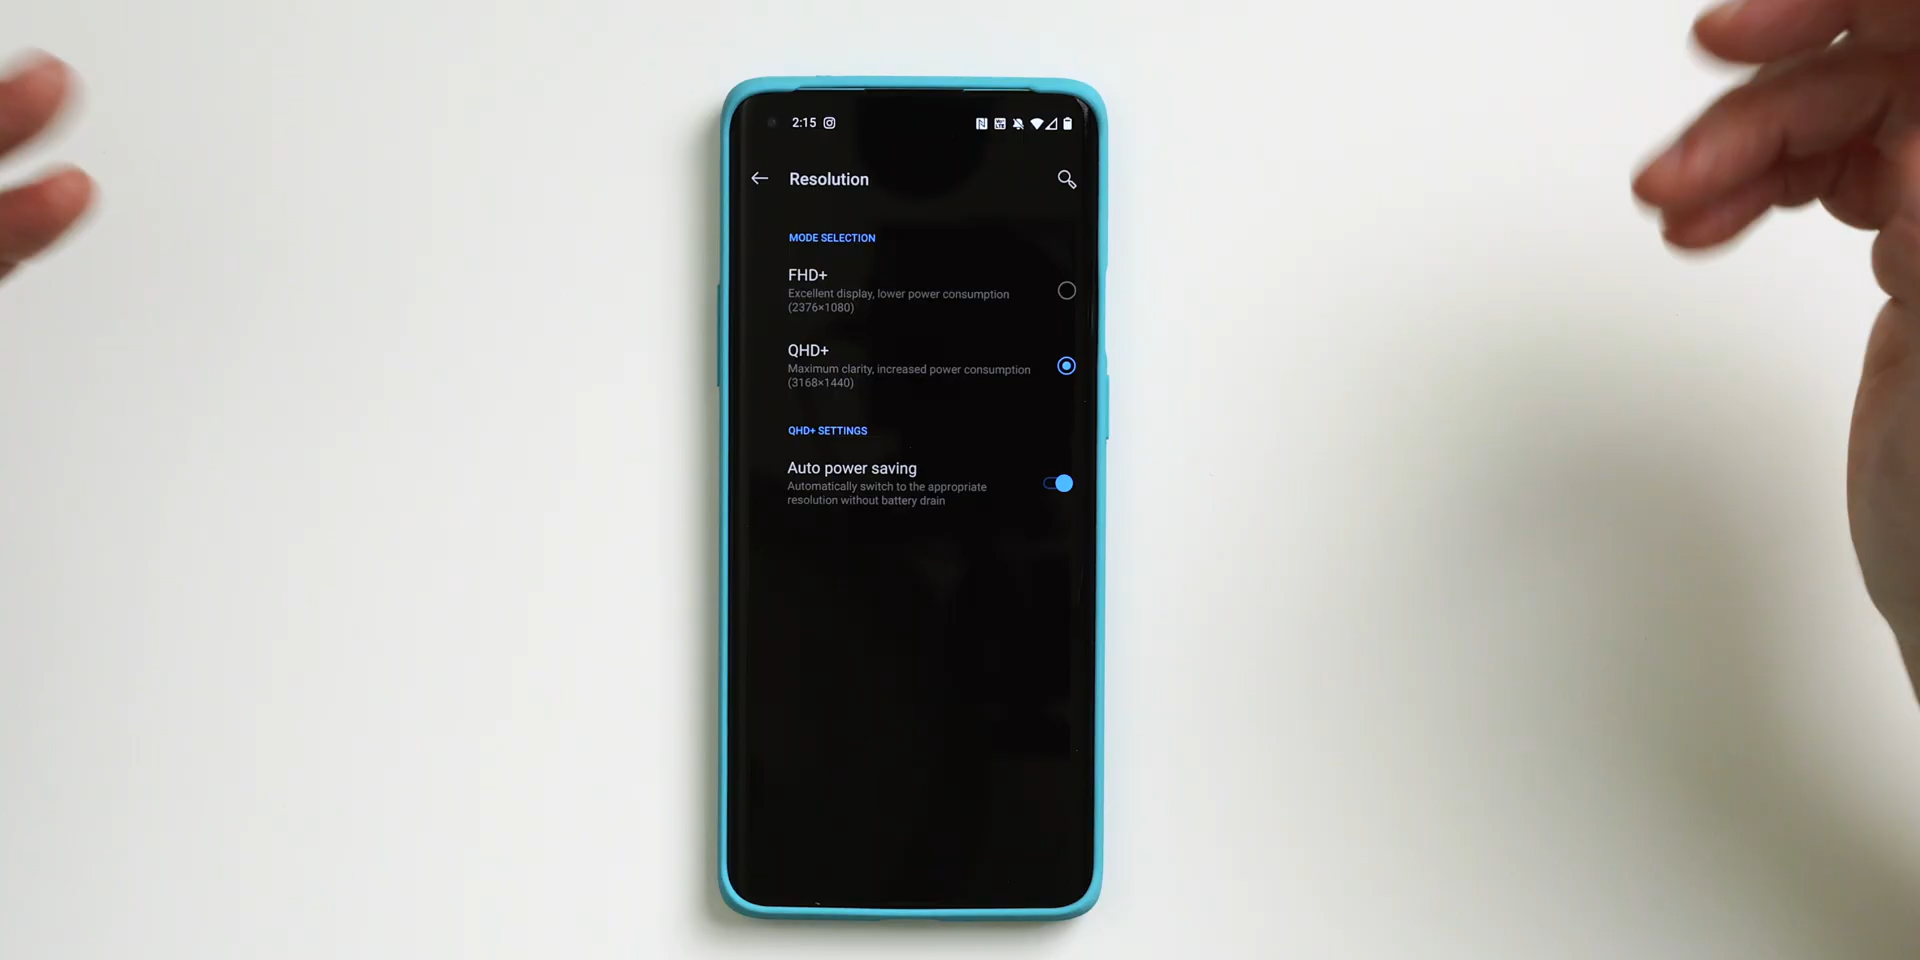 2:15
Resolution
MODE SELECTION
FHD+
Excellent display, lower power consumption
(2376×1080)
QHD+
Maximum clarity, increased power consumption
(3168×1440)
QHD+ SETTINGS
Auto power saving
Automatically switch to the appropriate
resolution without battery drain